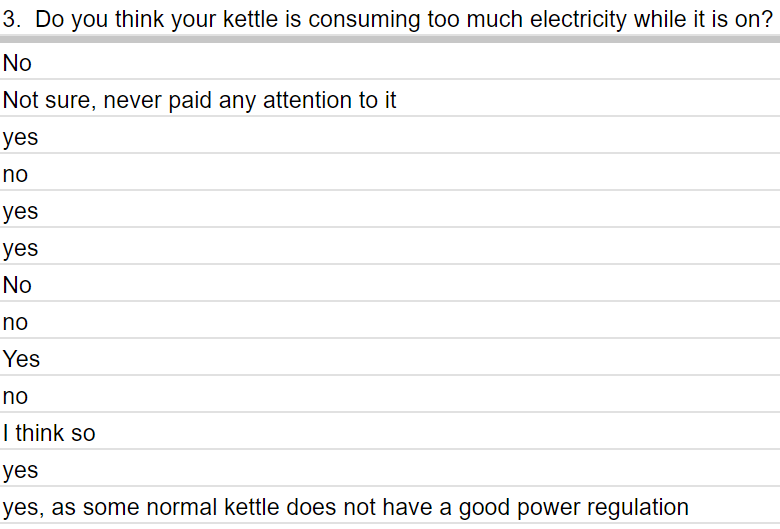 3.  Do you think your kettle is consuming too much electricity while it is on?
No
Not sure, never paid any attention to it
yes
no
yes
yes
No
no
Yes
no
I think so
yes
yes, as some normal kettle does not have a good power regulation